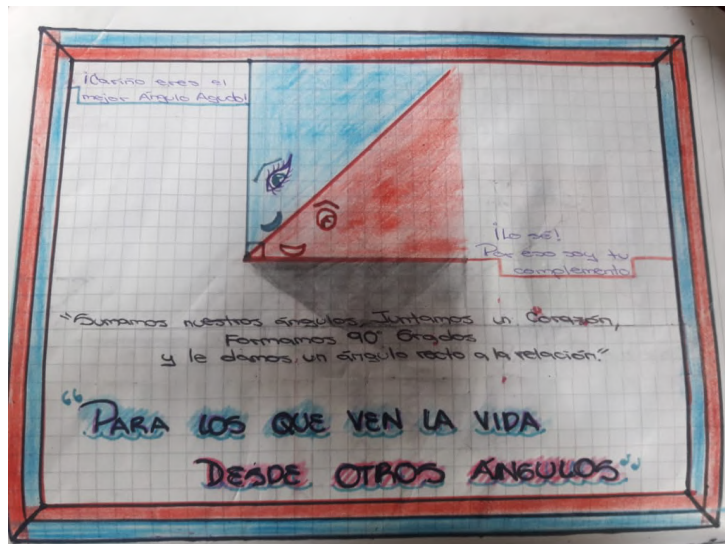 ¡Cariño eres el
mejor Ángulo Agudo!
¡Lo sé!
Por eso soy tu
complemento
"Sumamos nuestros ángulos, Juntamos un Corazón,
Formamos 90° Grados
y le damos un ángulo recto a la relación."
"PARA LOS QUE VEN LA VIDA
DESDE OTROS ÁNGULOS"